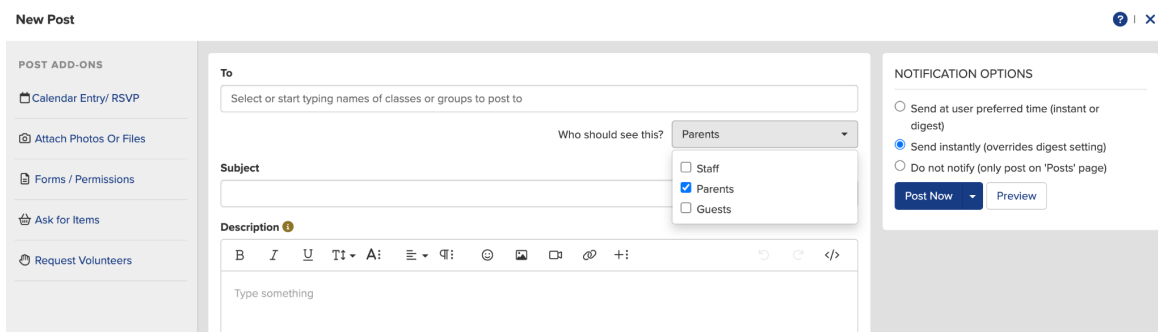 New Post
?
POST ADD-ONS
Calendar Entry/ RSVP
Attach Photos Or Files
Forms / Permissions
Ask for Items
Request Volunteers
To
Select or start typing names of classes or groups to post to
Who should see this? Parents
Staff
Parents
Guests
Subject
Description i
B I U T A ¶ </>
Type something
NOTIFICATION OPTIONS
Send at user preferred time (instant or
digest)
Send instantly (overrides digest setting)
Do not notify (only post on 'Posts' page)
Post Now Preview